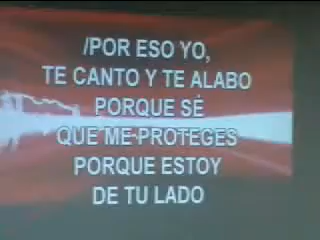 /POR ESO YO,
TE CANTO Y TE ALABO
PORQUE SÉ
QUE ME PROTEGES
PORQUE ESTOY
DE TU LADO